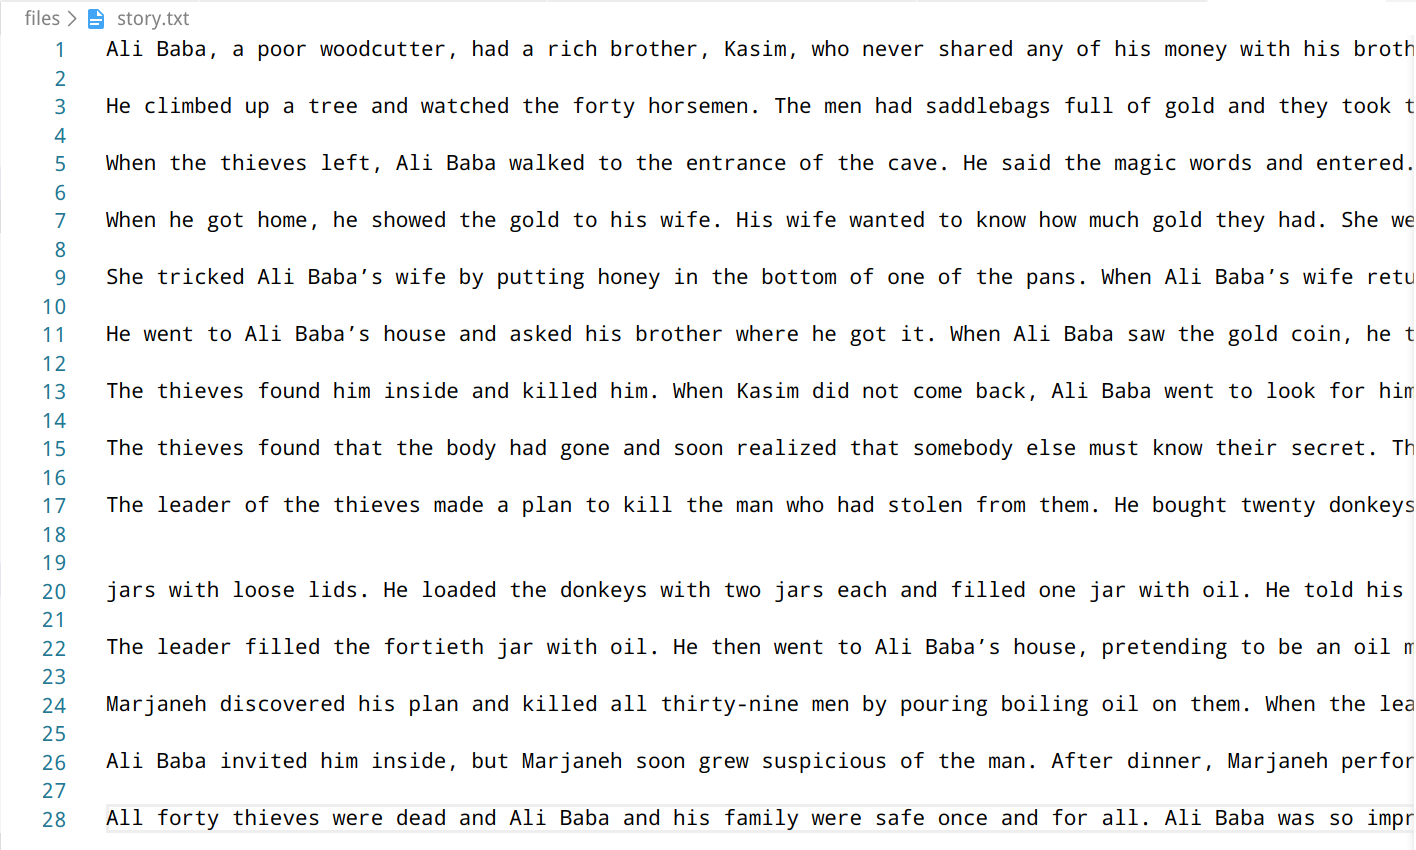 files > story.txt
1 Ali Baba, a poor woodcutter, had a rich brother, Kasim, who never shared any of his money with his
2
3 He climbed up a tree and watched the forty horsemen. The men had saddlebags full of gold and they took
4
5 When the thieves left, Ali Baba walked to the entrance of the cave. He said the magic words and entered.
6
7 When he got home, he showed the gold to his wife. His wife wanted to know how much gold they had. She
8
9 She tricked Ali Baba’s wife by putting honey in the bottom of one of the pans. When Ali Baba’s wife
10
11 He went to Ali Baba’s house and asked his brother where he got it. When Ali Baba saw the gold coin, he
12
13 The thieves found him inside and killed him. When Kasim did not come back, Ali Baba went to look for him
14
15 The thieves found that the body had gone and soon realized that somebody else must know their secret.
16
17 The leader of the thieves made a plan to kill the man who had stolen from them. He bought twenty donkeys
18
19
20 jars with loose lids. He loaded the donkeys with two jars each and filled one jar with oil. He told his
21
22 The leader filled the fortieth jar with oil. He then went to Ali Baba’s house, pretending to be an oil
23
24 Marjaneh discovered his plan and killed all thirty-nine men by pouring boiling oil on them. When the
25
26 Ali Baba invited him inside, but Marjaneh soon grew suspicious of the man. After dinner, Marjaneh
27
28 All forty thieves were dead and Ali Baba and his family were safe once and for all. Ali Baba was so